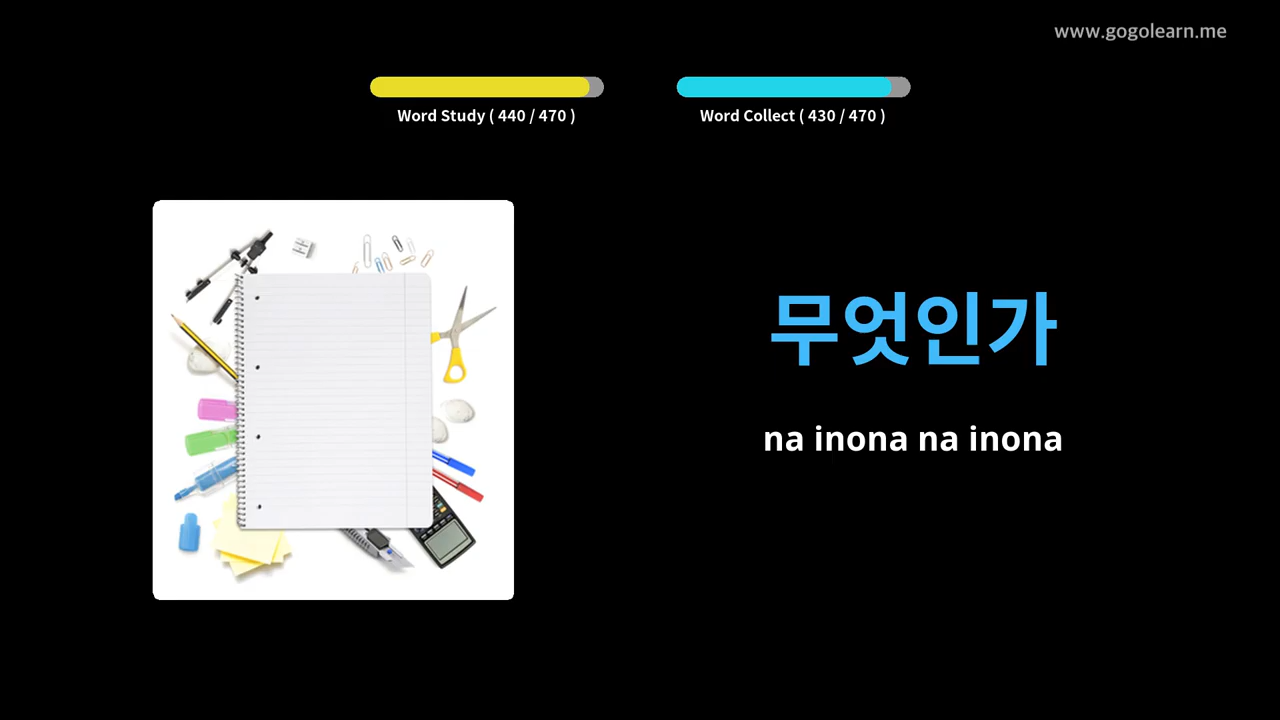 www.gogolearn.me
Word Study ( 440 / 470 )
Word Collect ( 430 / 470 )
무엇인가
na inona na inona